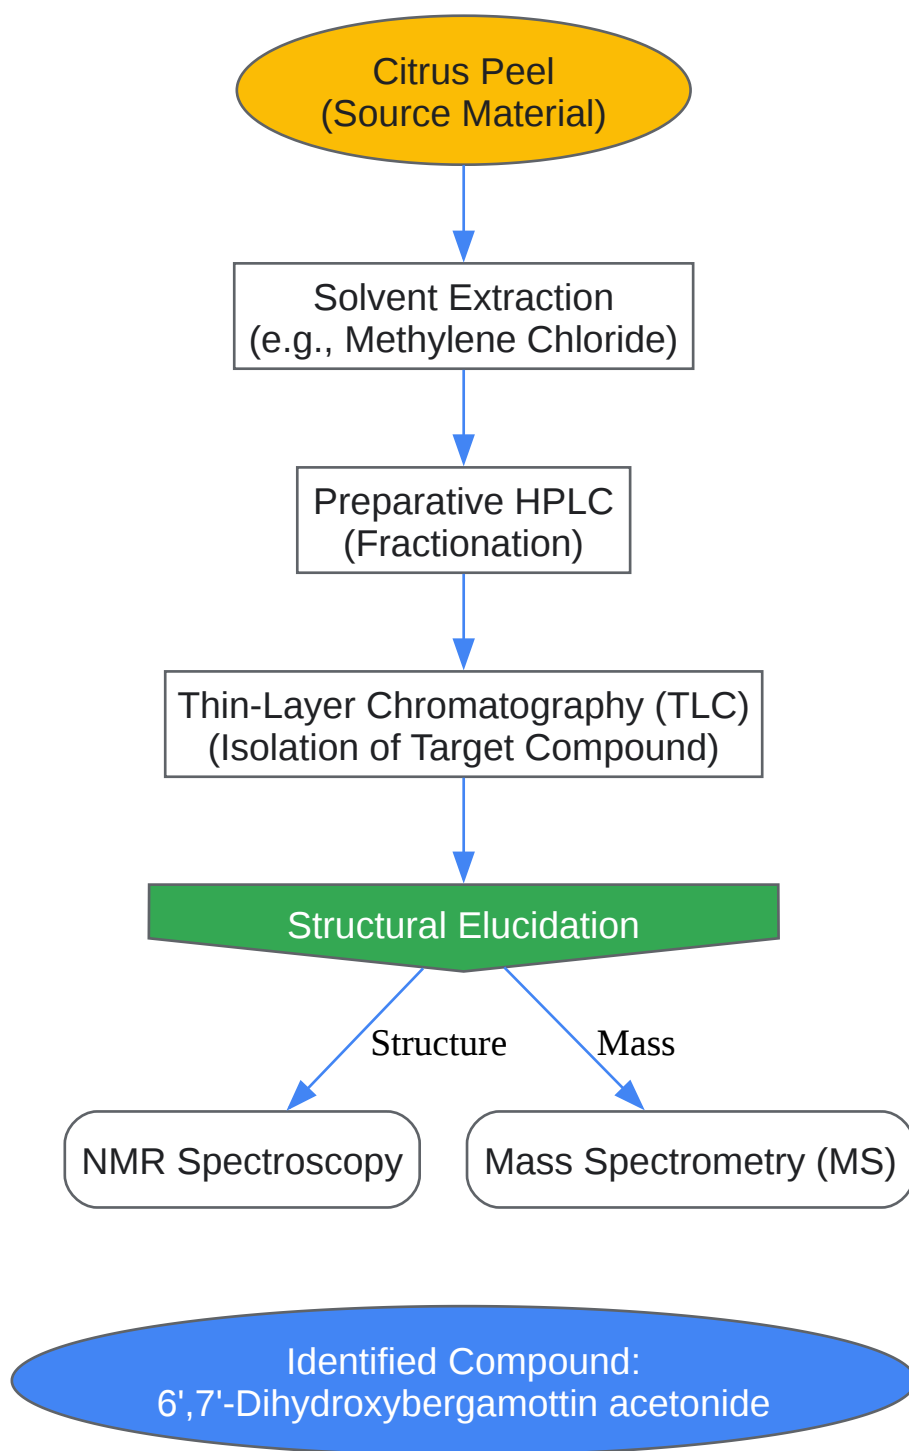 Citrus Peel
(Source Material)
Solvent Extraction
(e.g., Methylene Chloride)
Preparative HPLC
(Fractionation)
Thin-Layer Chromatography (TLC)
(Isolation of Target Compound)
Structural Elucidation
Structure
Mass
NMR Spectroscopy
Mass Spectrometry (MS)
Identified Compound:
6',7'-Dihydroxybergamottin acetonide